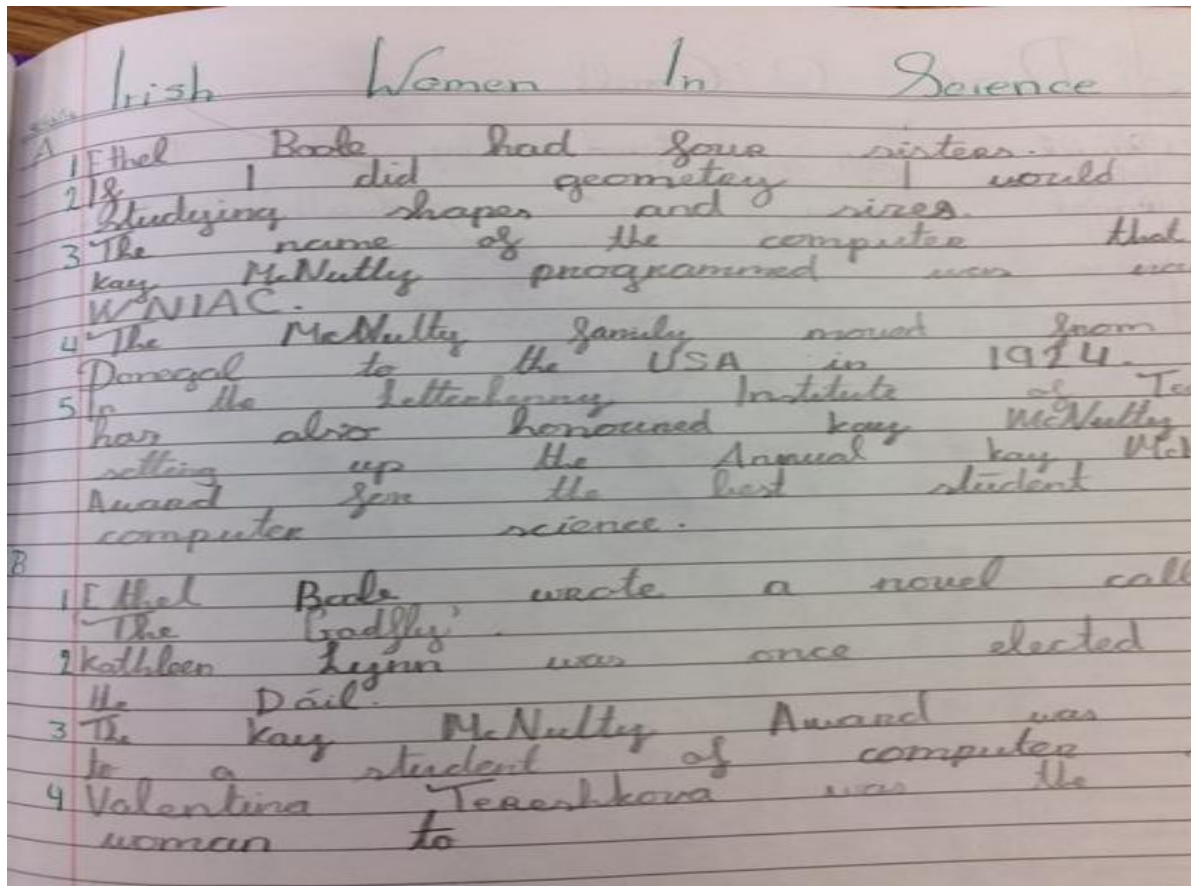 Irish Women In Science
A
1 Ethel Boole had four sisters.
2 If I did geometry I would
studying shapes and sizes.
3 The name of the computer that
kay McNutly programmed was
WNIAC.
4 The McNulty family moved from
Donegal to the USA in 1924.
5 In the Letterkenny Institute of Te
has also honoured kay McNulty
setting up the Annual kay McN
Award for the best student
computer science.
B
1 Ethel Boole wrote a novel call
'The Gadfly'.
2 Kathleen Lynn was once elected
the Dáil.
3 The kay McNulty Award was
to a student of computer
4 Valentina Tereshkova was the
woman to